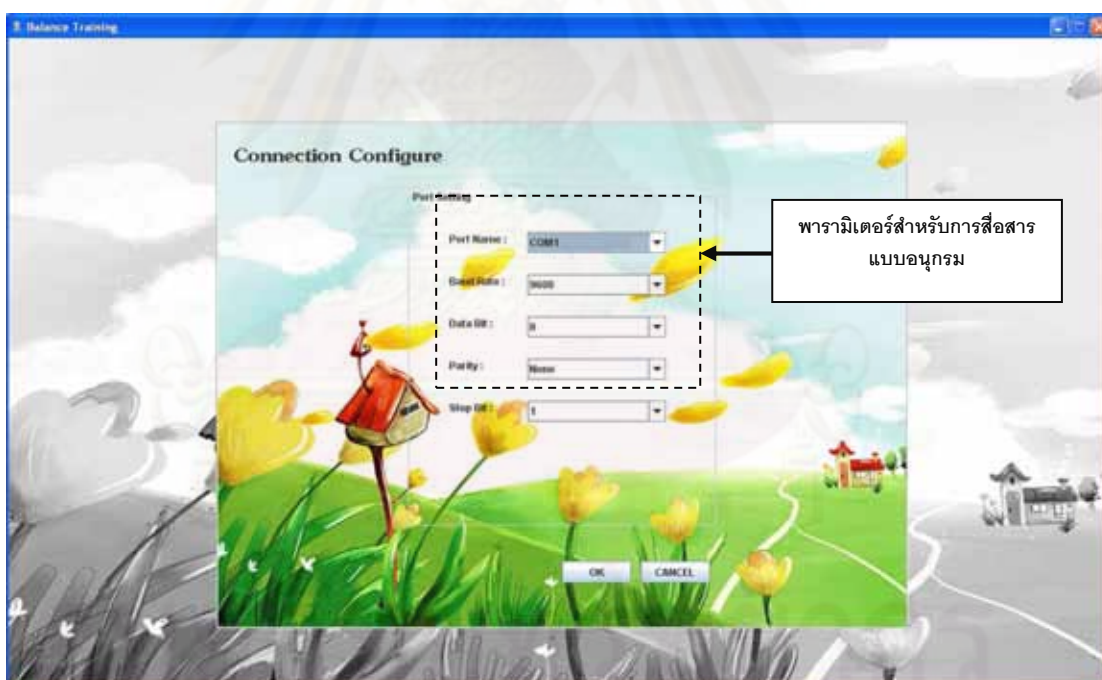 Balance Training
Connection Configure
Port Setting
Port Name : COM1
Baud Rate : 9600
Data Bit : 8
Parity : None
Stop Bit : 1
OK CANCEL
พารามิเตอร์สำหรับการสื่อสาร
แบบอนุกรม